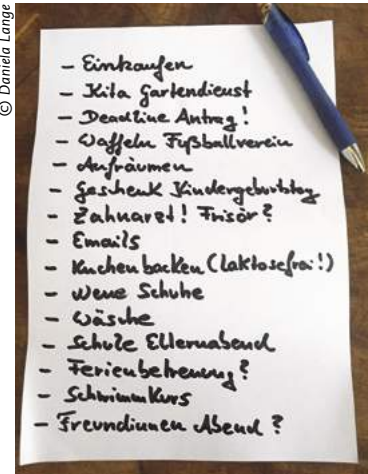 © Daniela Lange
- Einkaufen
- Kita Gartendienst
- Deadline Antrag!
- Waffeln Fußballverein
- Aufräumen
- Geschenk Kindergeburtstag
- Zahnarzt! Frisör?
- Emails
- Kuchen backen (laktosefrei!)
- Neue Schuhe
- Wäsche
- Schule Elternabend
- Ferienbetreuung?
- Schwimmkurs
- Freundinnen Abend?